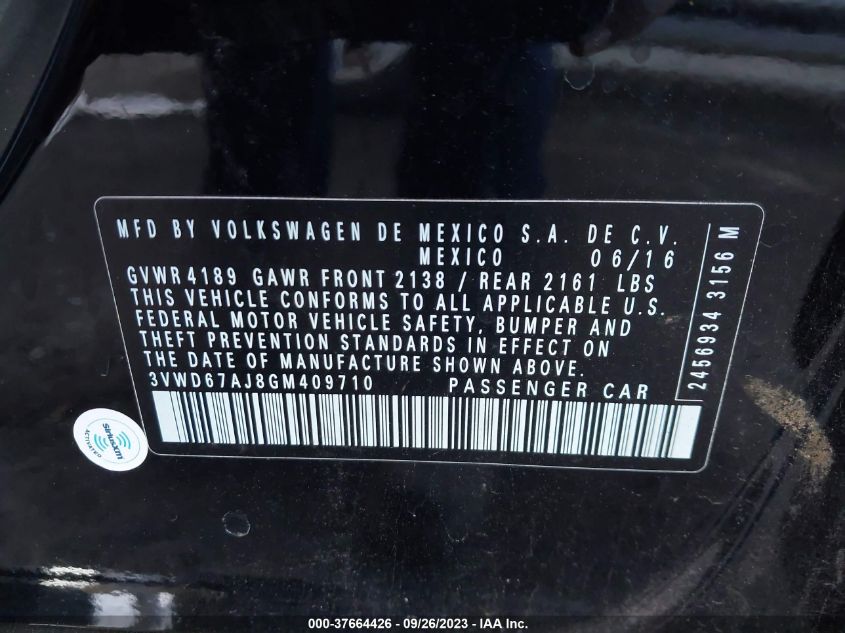 MFD BY VOLKSWAGEN DE MEXICO S.A. DE C.V.
MEXICO 06/16
GVWR 4189 GAWR FRONT 2138 / REAR 2161 LBS
THIS VEHICLE CONFORMS TO ALL APPLICABLE U.S.
FEDERAL MOTOR VEHICLE SAFETY, BUMPER AND
THEFT PREVENTION STANDARDS IN EFFECT ON
THE DATE OF MANUFACTURE SHOWN ABOVE.
3VWD67AJ8GM409710 PASSENGER CAR
2456934 3156 M
siriusxm
ACTIVATED
000-37664426 - 09/26/2023 - IAA Inc.